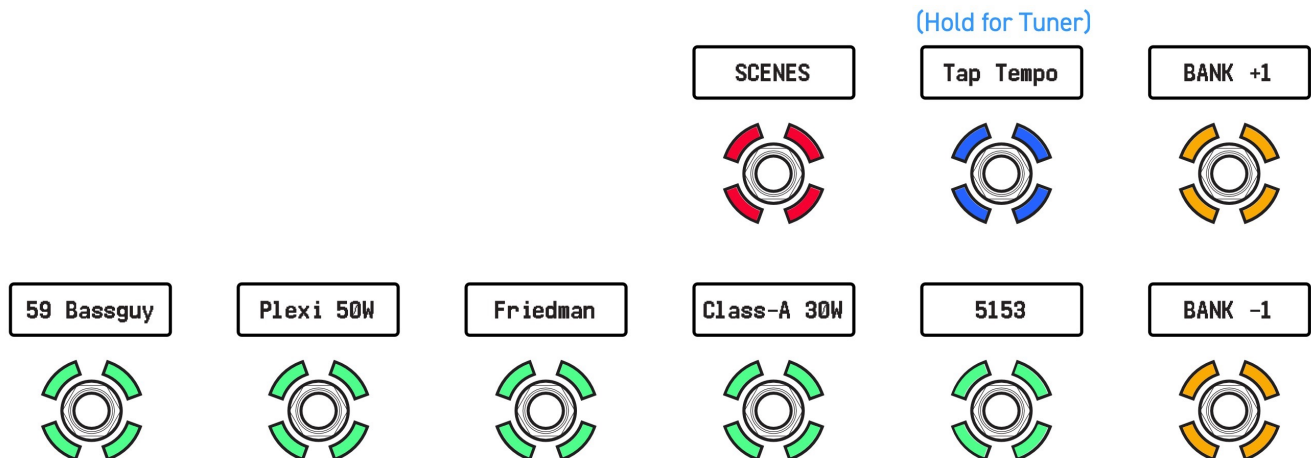 (Hold for Tuner)
SCENES
Tap Tempo
BANK +1
59 Bassguy
Plexi 50W
Friedman
Class-A 30W
5153
BANK -1